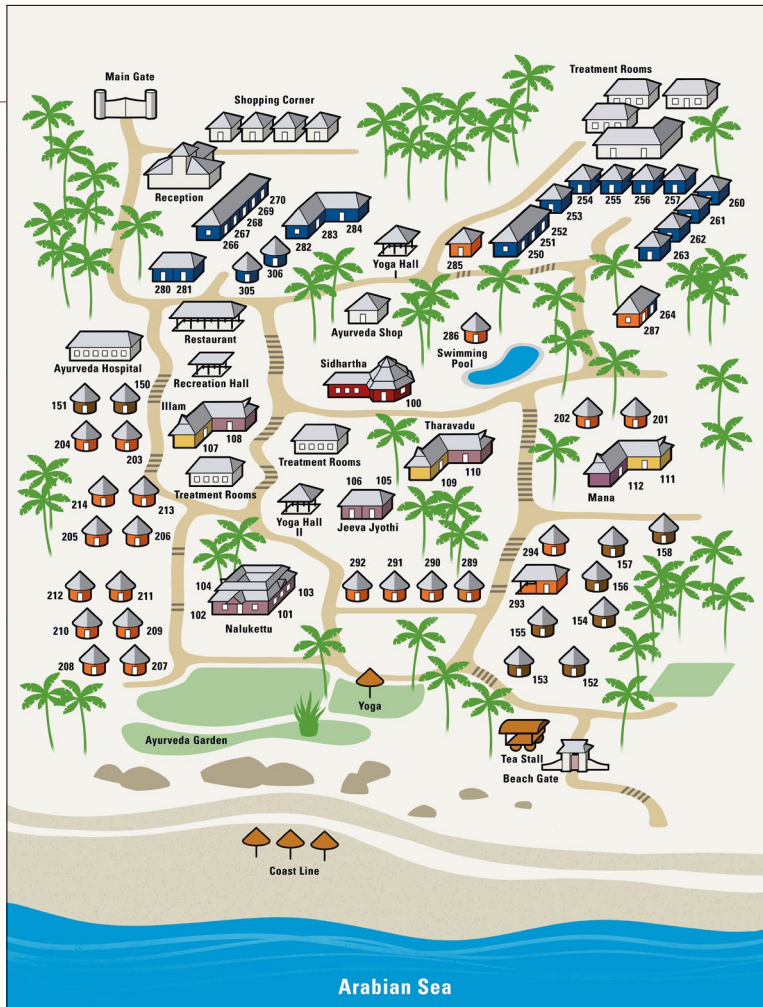 Main Gate
Treatment Rooms
Shopping Corner
Reception
270
269
268
267
266
284
283
282
254
255
256
257
260
253
261
252
262
251
263
250
285
Yoga Hall
I
306
305
280
281
264
287
Restaurant
Ayurveda Shop
286
Swimming
Pool
Ayurveda Hospital
Recreation Hall
Sidhartha
100
150
151
Illam
108
107
204
203
202
201
Tharavadu
110
109
Treatment Rooms
111
112
Mana
Treatment Rooms
214
213
106
105
Yoga Hall
II
Jeeva Jyothi
205
206
294
157
158
104
103
102
101
Nalukettu
292
291
290
289
156
293
212
211
210
209
154
155
208
207
153
152
Yoga
Ayurveda Garden
Tea Stall
Beach Gate
Coast Line
Arabian Sea